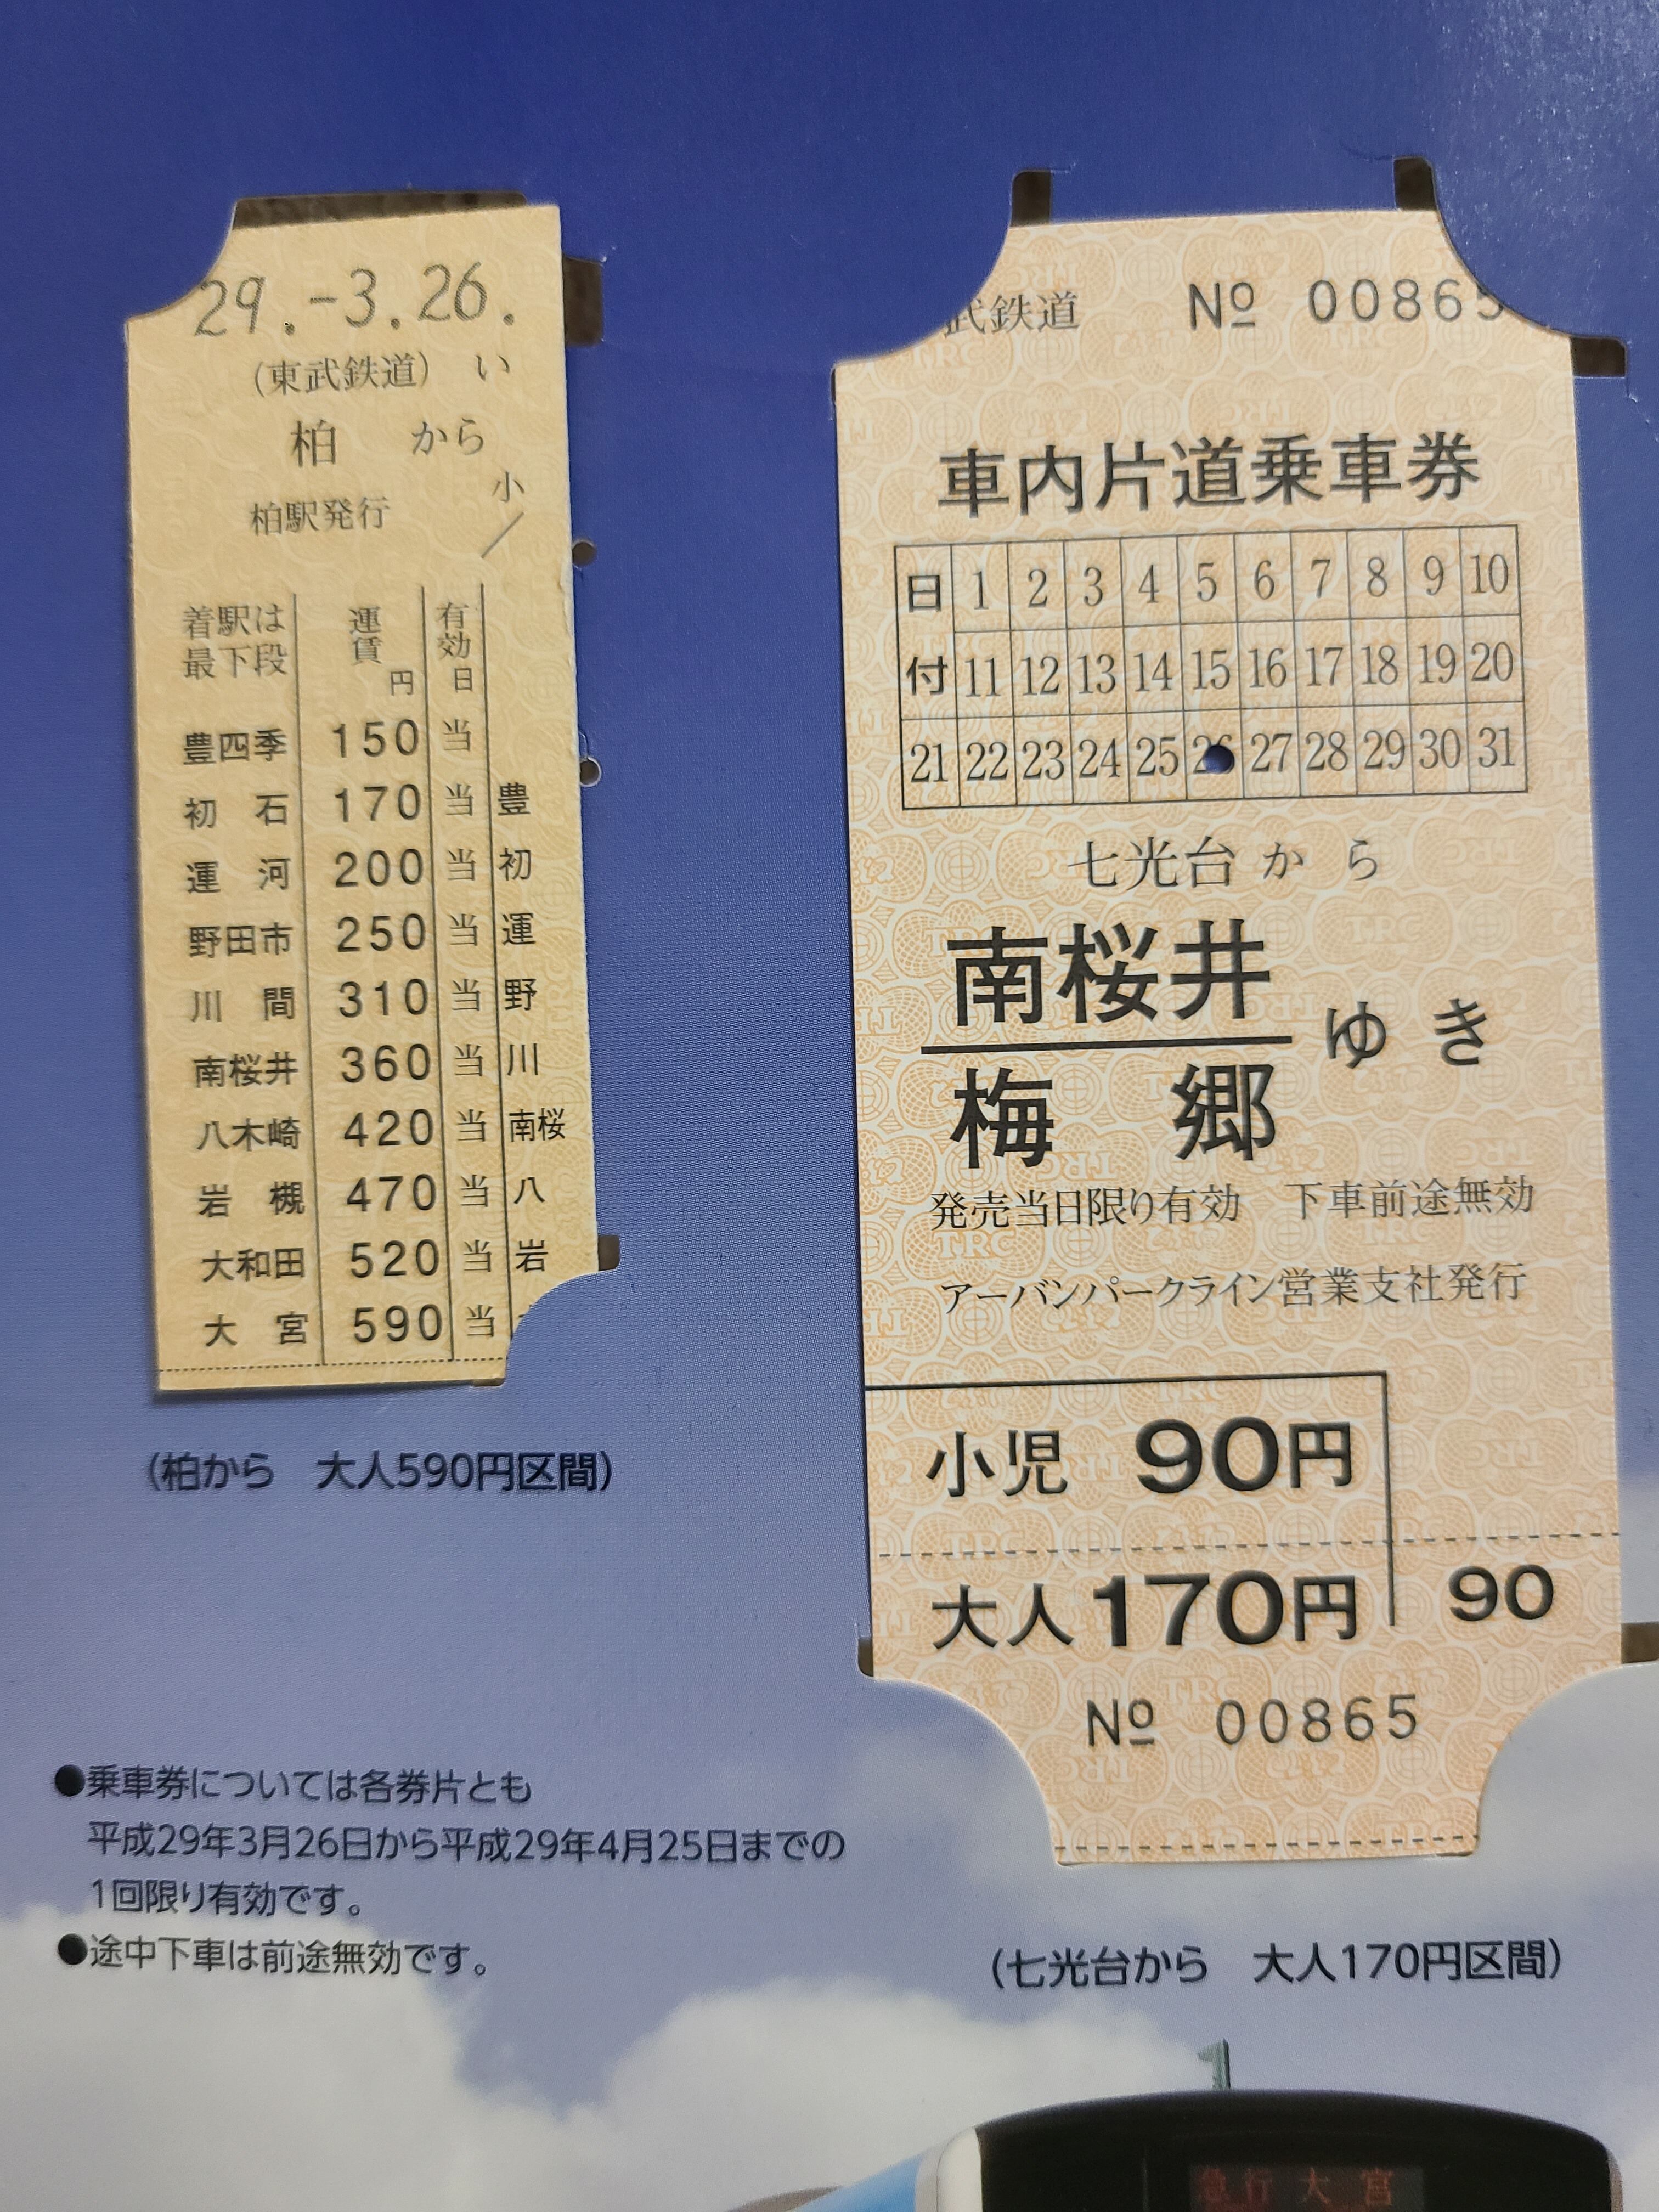 29.-3.26.
(東武鉄道) い
柏 から
小
柏駅発行
着駅は最下段 運賃円 有効日
豊四季 150 当
初石 170 当 豊
運河 200 当 初
野田市 250 当 運
川間 310 当 野
南桜井 360 当 川
八木崎 420 当 南桜
岩槻 470 当 八
大和田 520 当 岩
大宮 590 当
(柏から 大人590円区間)
●乗車券については各券片とも
平成29年3月26日から平成29年4月25日までの
1回限り有効です。
●途中下車は前途無効です。
武鉄道 № 00865
車内片道乗車券
日 1 2 3 4 5 6 7 8 9 10
付 11 12 13 14 15 16 17 18 19 20
21 22 23 24 25 26 27 28 29 30 31
七光台から
南桜井
梅郷
ゆき
発売当日限り有効 下車前途無効
アーバンパークライン営業支社発行
小児 90円
大人170円 90
№ 00865
(七光台から 大人170円区間)
急行大宮